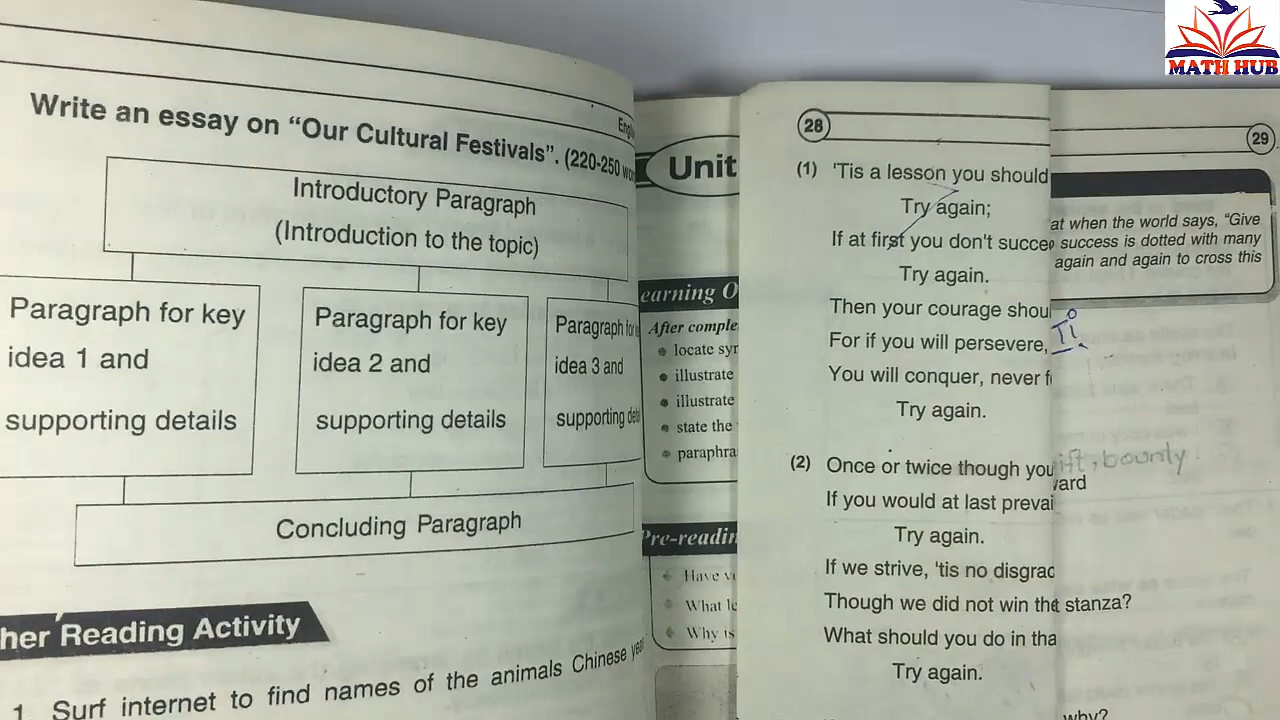 MATH HUB
Engl
Write an essay on “Our Cultural Festivals”. (220-250 wor
Introductory Paragraph
(Introduction to the topic)
Paragraph for key
idea 1 and
supporting details
Paragraph for key
idea 2 and
supporting details
Paragraph for
idea 3 and
supporting det
Concluding Paragraph
her Reading Activity
1. Surf internet to find names of the animals Chinese yea
Unit
earning O
After comple
locate syn
illustrate
illustrate
state the
paraphra
Pre-readin
Have
What le
Why is
28
(1) 'Tis a lesson you should
Try again;
If at first you don't succe
Try again.
Then your courage shoul
For if you will persevere,
You will conquer, never f
Try again.
(2) Once or twice though you
If you would at last prevai
Try again.
If we strive, 'tis no disgrac
Though we did not win the
What should you do in tha
Try again.
29
at when the world says, “Give
success is dotted with many
again and again to cross this
ift, bounty
ward
t stanza?
why?